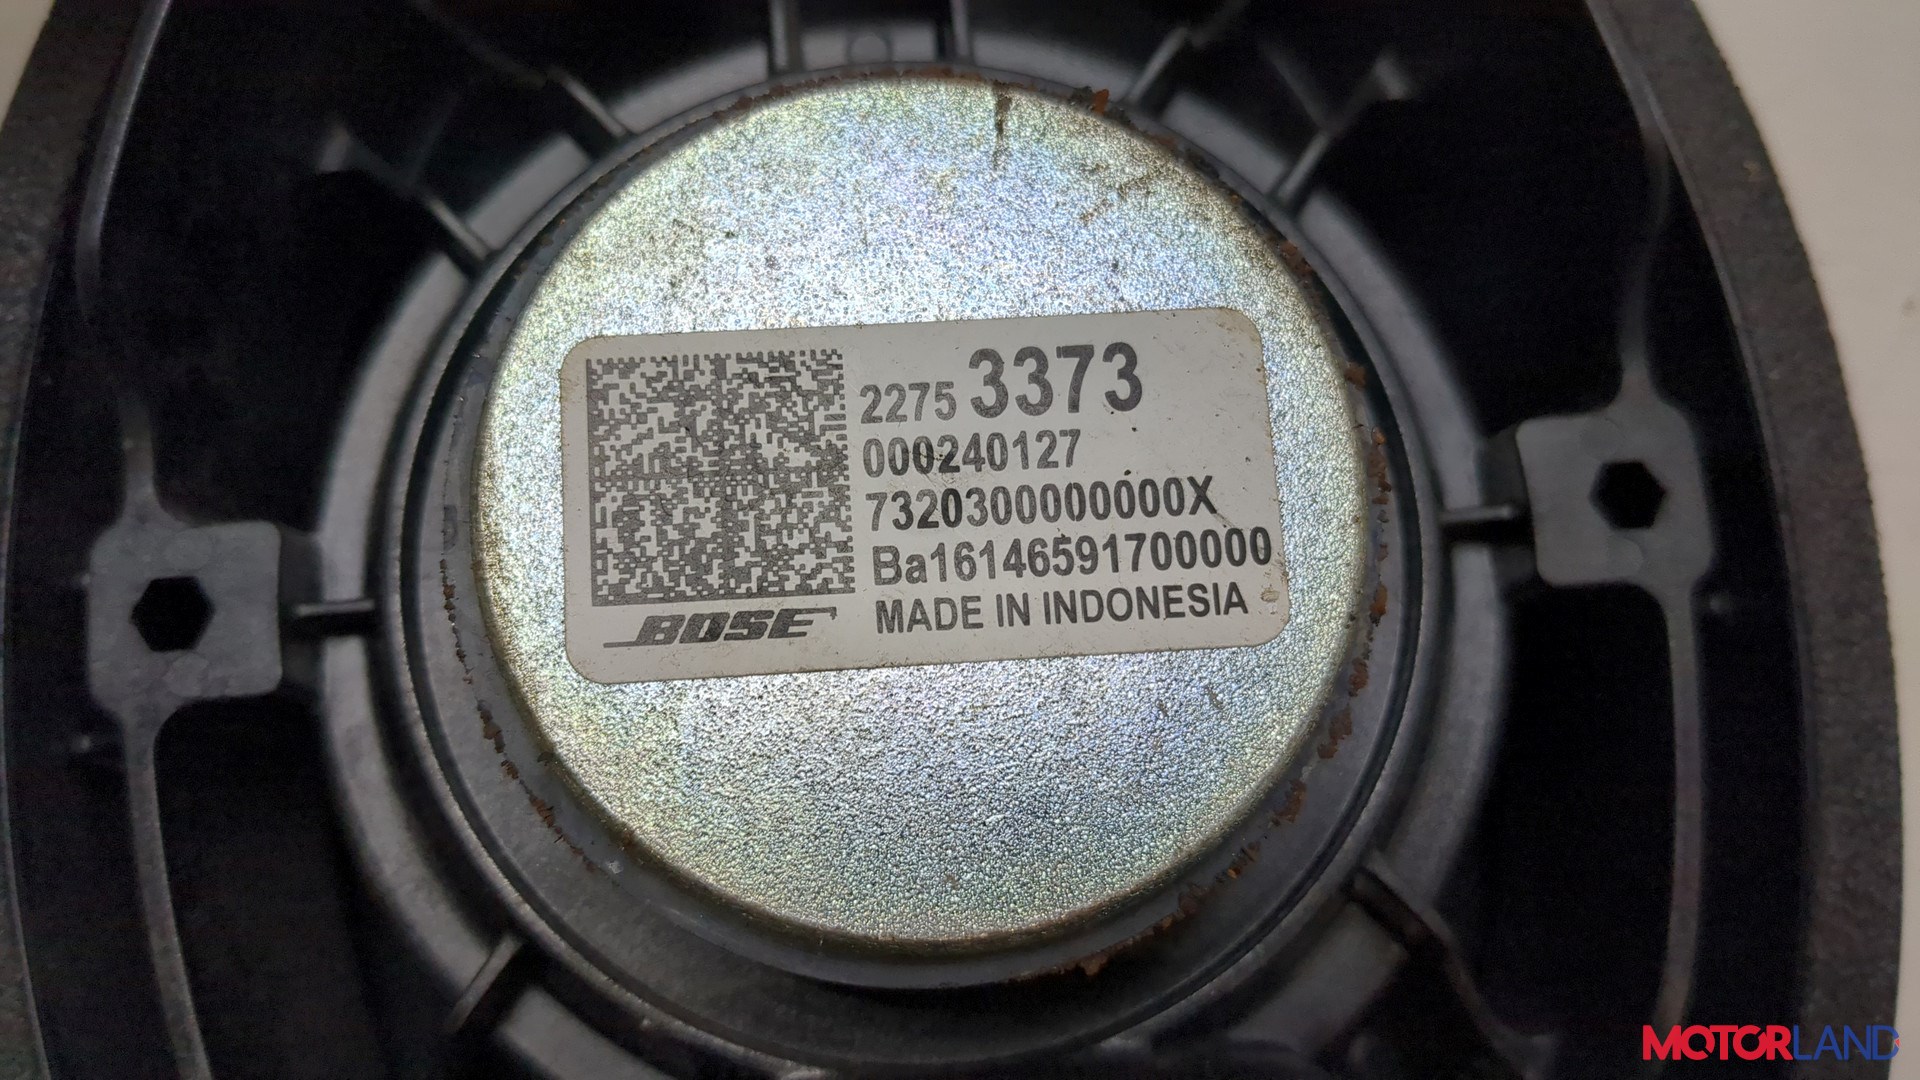 2275 3373
000240127
7320300000000X
Ba16146591700000
BOSE
MADE IN INDONESIA
MOTORLAND